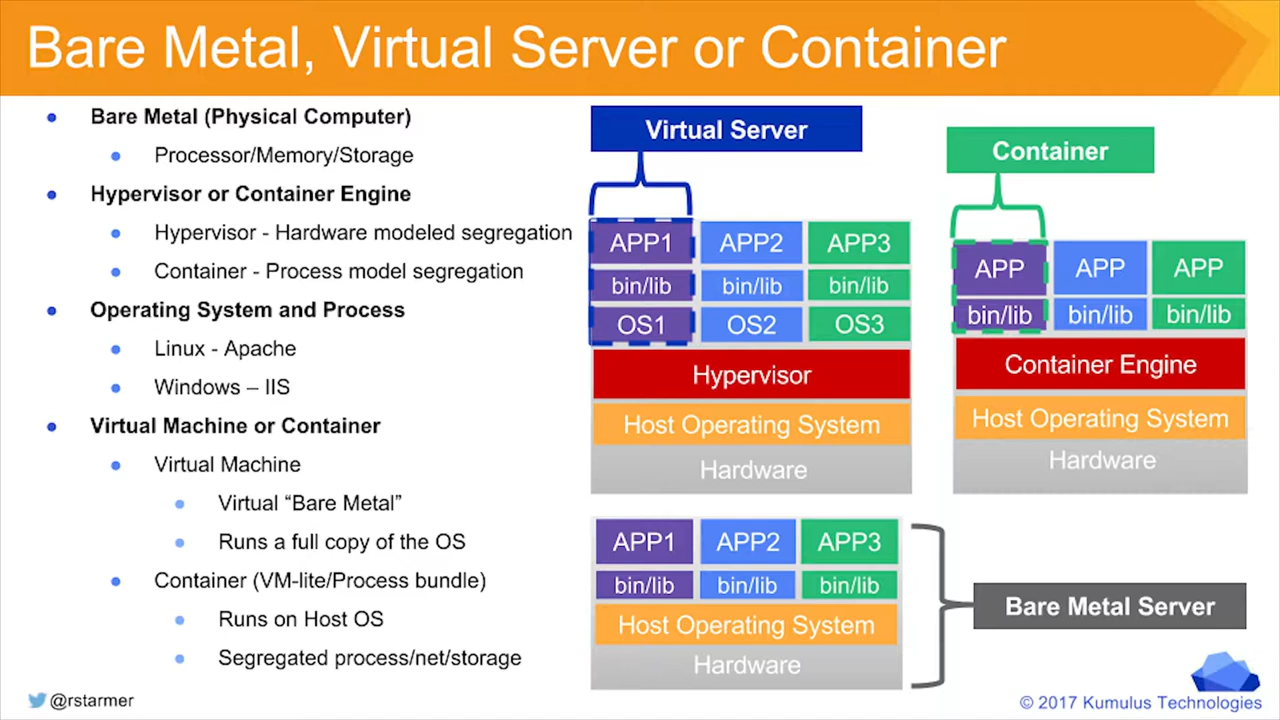 Bare Metal, Virtual Server or Container
Bare Metal (Physical Computer)
Processor/Memory/Storage
Hypervisor or Container Engine
Hypervisor - Hardware modeled segregation
Container - Process model segregation
Operating System and Process
Linux - Apache
Windows – IIS
Virtual Machine or Container
Virtual Machine
Virtual “Bare Metal”
Runs a full copy of the OS
Container (VM-lite/Process bundle)
Runs on Host OS
Segregated process/net/storage
Virtual Server
APP1 APP2 APP3
bin/lib bin/lib bin/lib
OS1 OS2 OS3
Hypervisor
Host Operating System
Hardware
Container
APP APP APP
bin/lib bin/lib bin/lib
Container Engine
Host Operating System
Hardware
APP1 APP2 APP3
bin/lib bin/lib bin/lib
Host Operating System
Hardware
Bare Metal Server
@rstarmer
© 2017 Kumulus Technologies